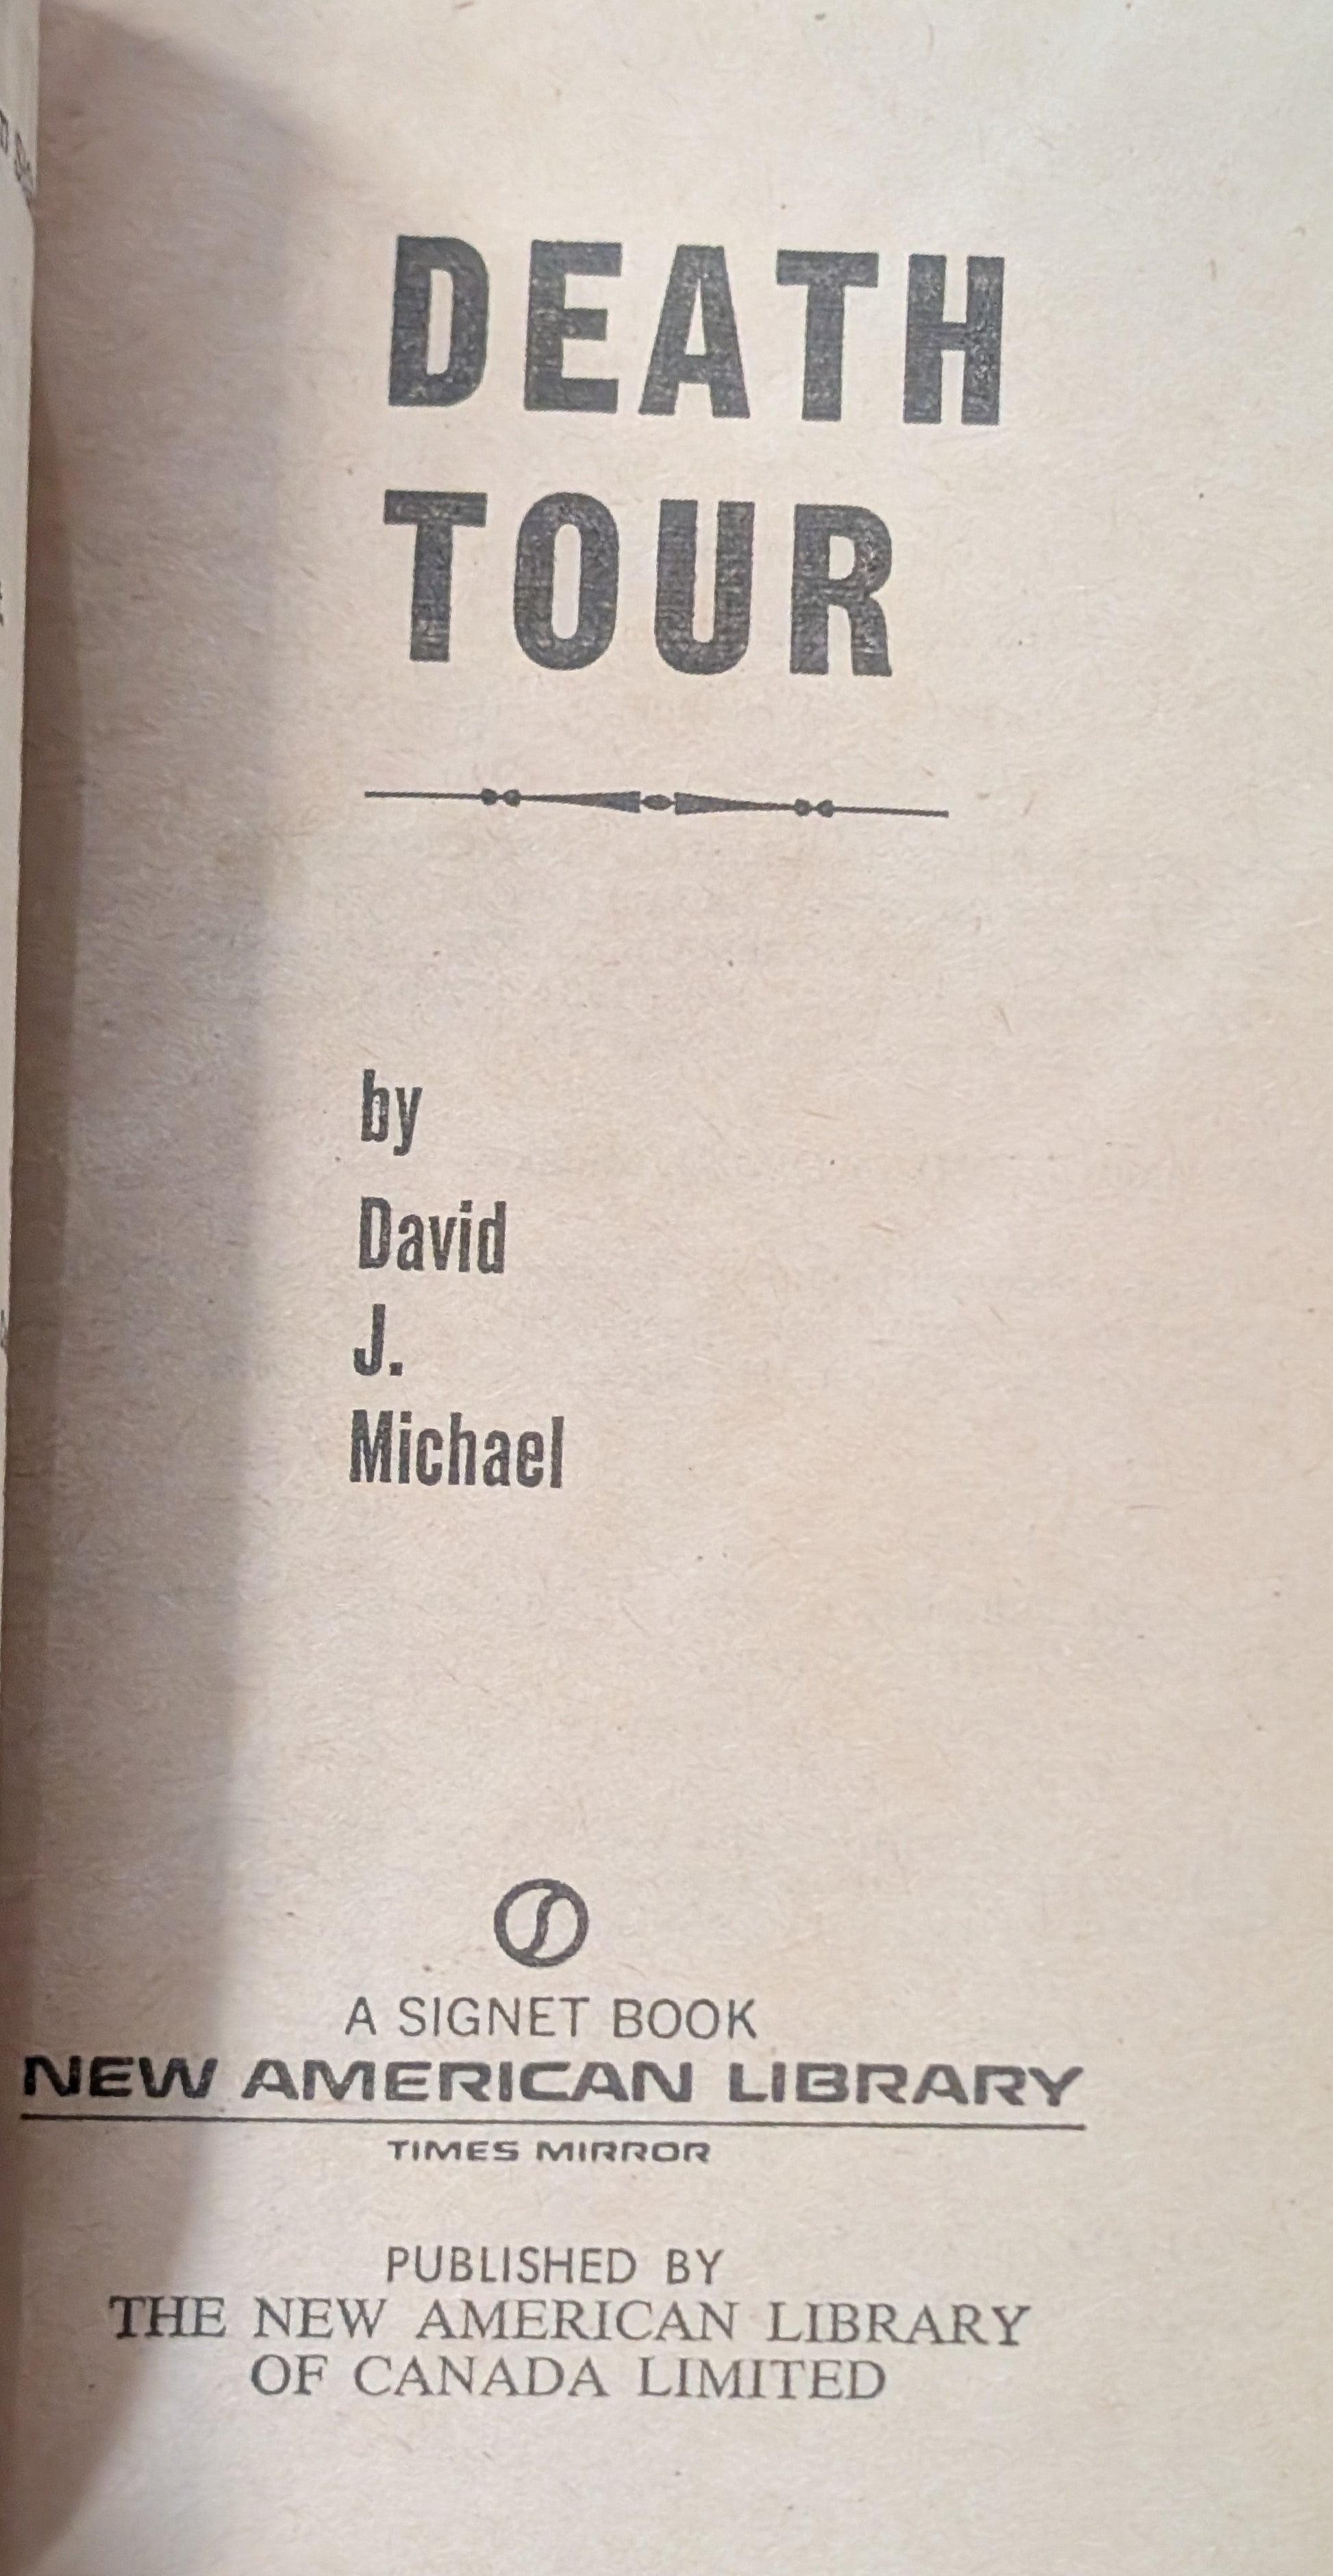 DEATH
TOUR
by
David
J.
Michael
A SIGNET BOOK
NEW AMERICAN LIBRARY
TIMES MIRROR
PUBLISHED BY
THE NEW AMERICAN LIBRARY
OF CANADA LIMITED